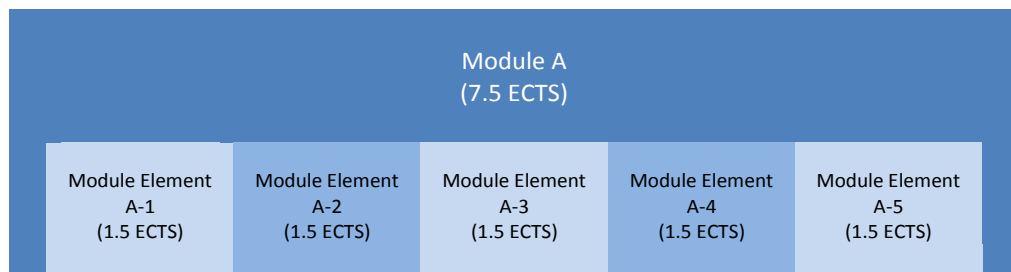 Module A
(7.5 ECTS)
Module Element
A-1
(1.5 ECTS)
Module Element
A-2
(1.5 ECTS)
Module Element
A-3
(1.5 ECTS)
Module Element
A-4
(1.5 ECTS)
Module Element
A-5
(1.5 ECTS)